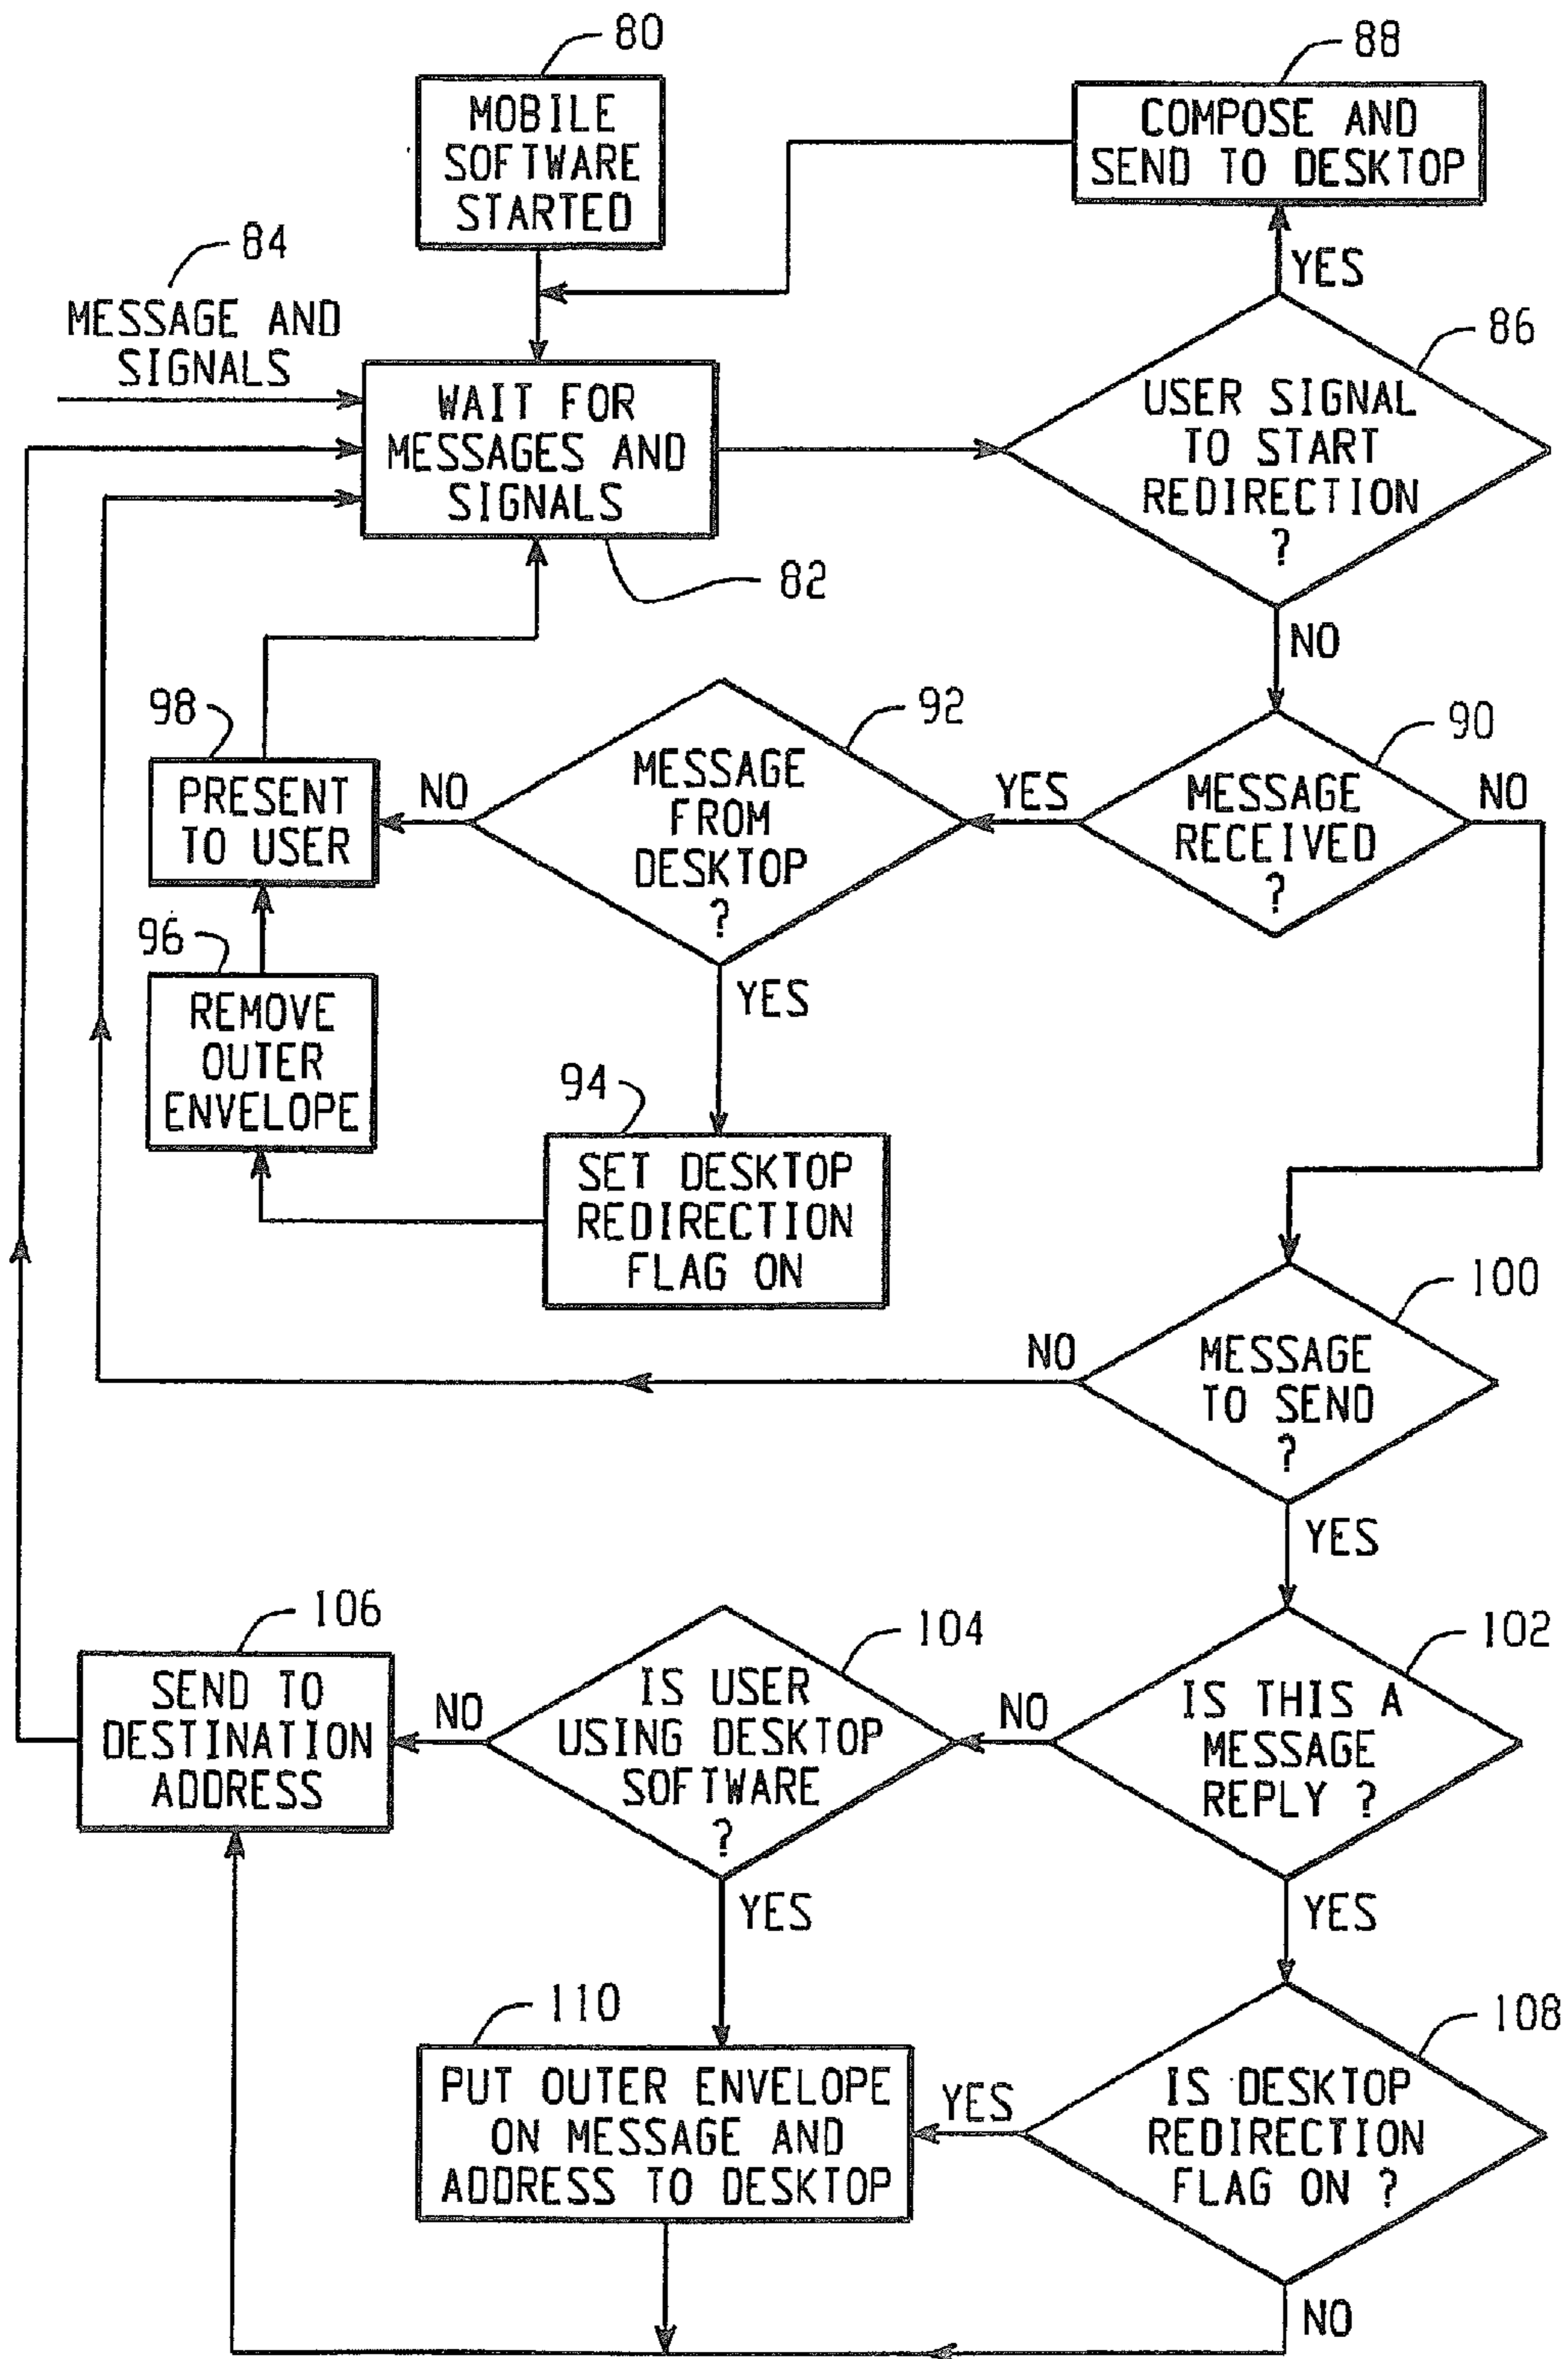 80
MOBILE
SOFTWARE
STARTED
88
COMPOSE AND
SEND TO DESKTOP
84
MESSAGE AND
SIGNALS
YES
86
USER SIGNAL
TO START
REDIRECTION
?
WAIT FOR
MESSAGES AND
SIGNALS
82
NO
98
PRESENT
TO USER
NO
92
MESSAGE
FROM
DESKTOP
?
YES
90
MESSAGE
RECEIVED
?
NO
96
REMOVE
OUTER
ENVELOPE
YES
94
SET DESKTOP
REDIRECTION
FLAG ON
100
NO
MESSAGE
TO SEND
?
YES
106
SEND TO
DESTINATION
ADDRESS
NO
104
IS USER
USING DESKTOP
SOFTWARE
?
NO
102
IS THIS A
MESSAGE
REPLY ?
YES
YES
110
PUT OUTER ENVELOPE
ON MESSAGE AND
ADDRESS TO DESKTOP
YES
108
IS DESKTOP
REDIRECTION
FLAG ON ?
NO